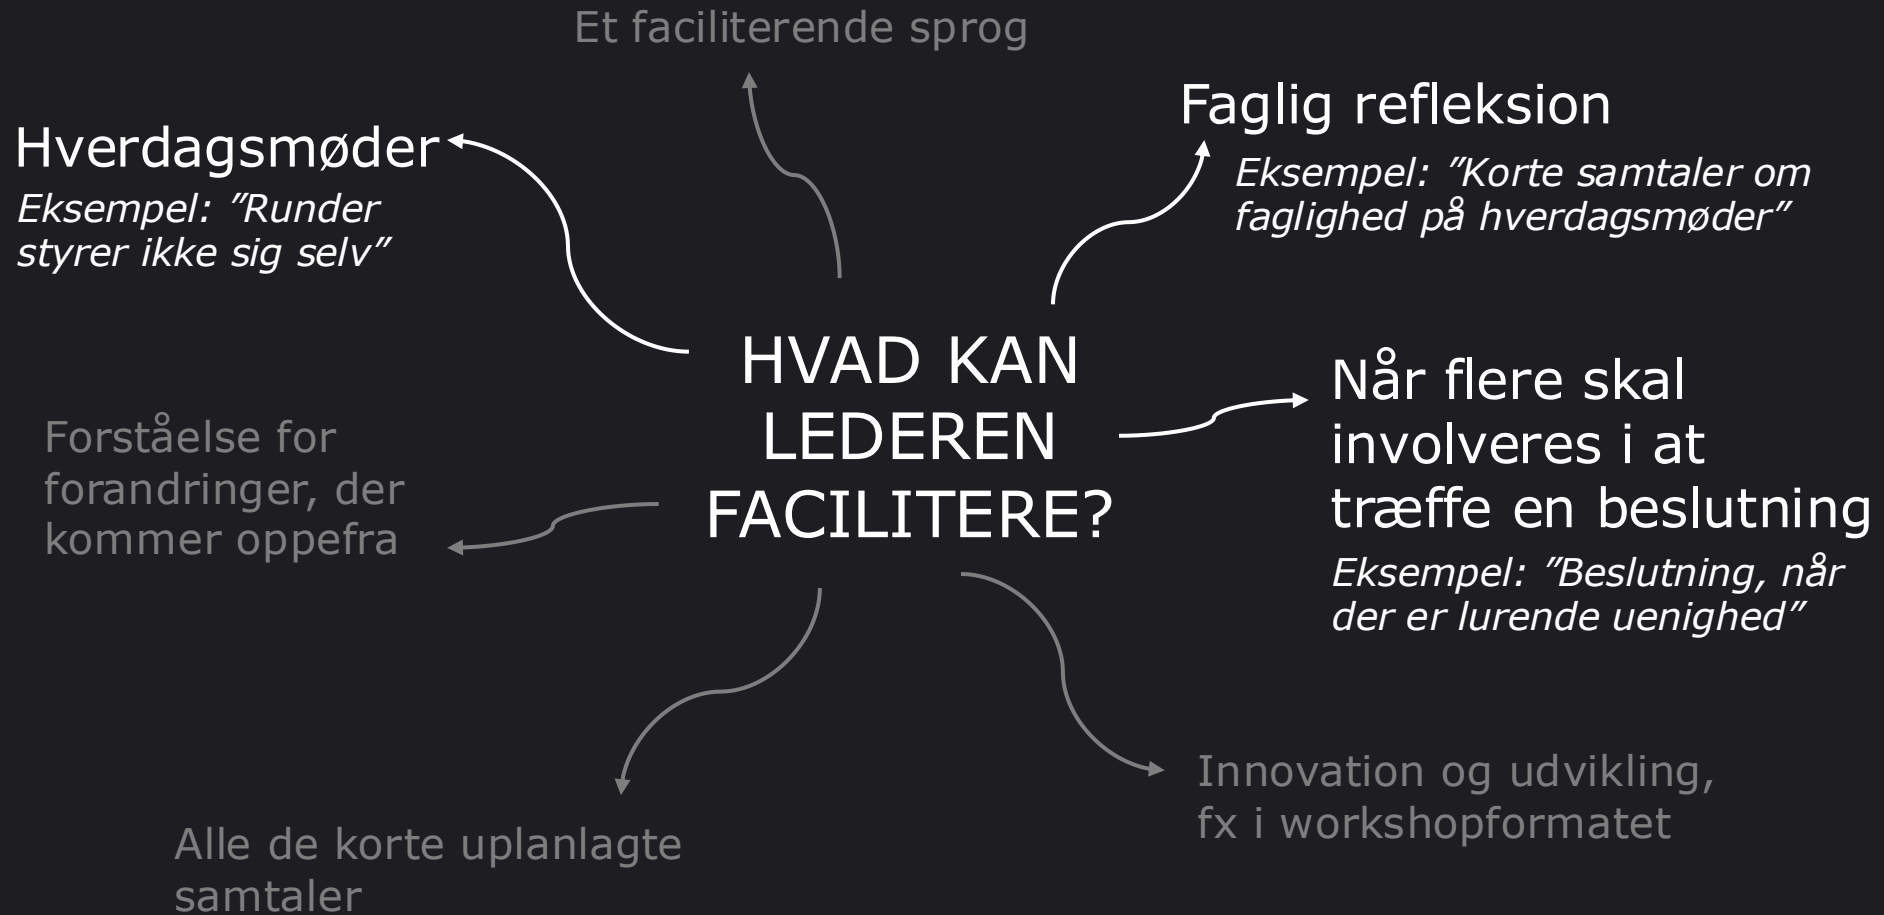 Et faciliterende sprog
Hverdagsmøder
Eksempel: ”Runder
styrer ikke sig selv”
Faglig refleksion
Eksempel: ”Korte samtaler om
faglighed på hverdagsmøder”
HVAD KAN
LEDEREN
FACILITERE?
Når flere skal
involveres i at
træffe en beslutning
Eksempel: ”Beslutning, når
der er lurende uenighed”
Forståelse for
forandringer, der
kommer oppefra
Innovation og udvikling,
fx i workshopformatet
Alle de korte uplanlagte
samtaler